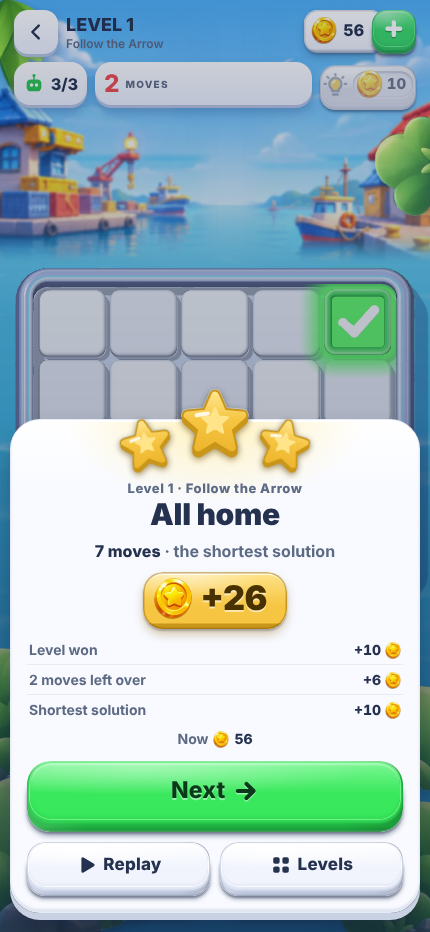 LEVEL 1
Follow the Arrow
56
3/3
2 MOVES
10
Level 1 · Follow the Arrow
All home
7 moves · the shortest solution
+26
Level won +10
2 moves left over +6
Shortest solution +10
Now 56
Next
Replay
Levels